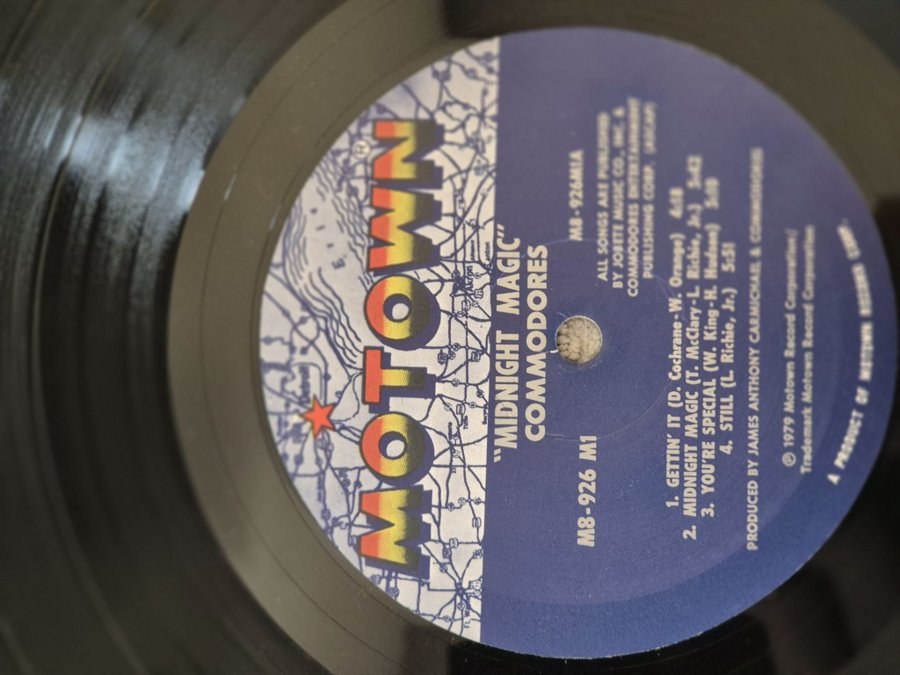 Detroit
MOTOWN
"MIDNIGHT MAGIC"
COMMODORES
M8-926 M1
M8-926M1A
ALL SONGS ARE PUBLISHED
BY JOBETE MUSIC CO., INC. &
COMMODORES ENTERTAINMENT
PUBLISHING CORP. (ASCAP)
1. GETTIN' IT (D. Cochrane-W. Orange) 4:18
2. MIDNIGHT MAGIC (T. McClary-L. Richie, Jr.) 5:42
3. YOU'RE SPECIAL (W. King-H. Hudson) 5:10
4. STILL (L. Richie, Jr.) 5:51
PRODUCED BY JAMES ANTHONY CARMICHAEL & COMMODORES
℗ 1979 Motown Record Corporation/
Trademark Motown Record Corporation
A PRODUCT OF MOTOWN RECORD CORP.